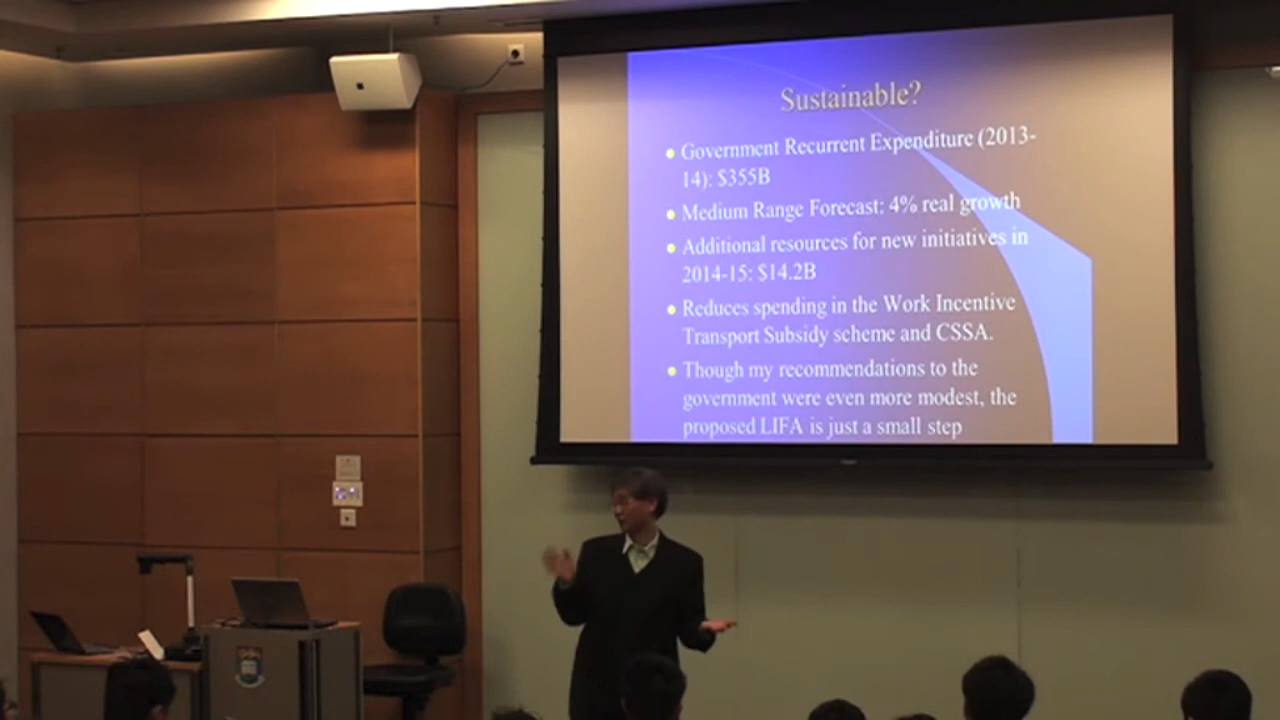 Sustainable?
Government Recurrent Expenditure (2013-
14): $355B
Medium Range Forecast: 4% real growth
Additional resources for new initiatives in
2014-15: $14.2B
Reduces spending in the Work Incentive
Transport Subsidy scheme and CSSA.
Though my recommendations to the
government were even more modest, the
proposed LIFA is just a small step